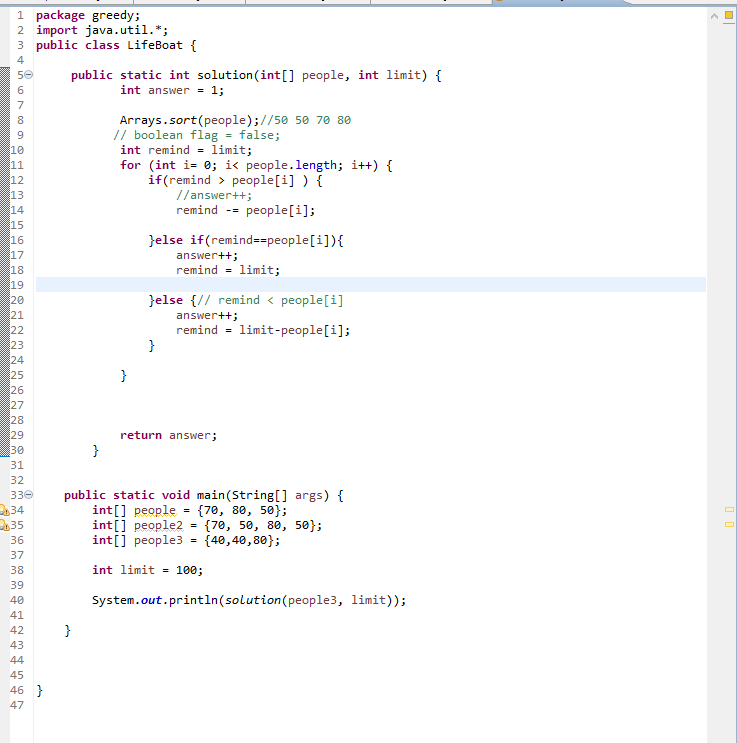 1 package greedy;
2 import java.util.*;
3 public class LifeBoat {
4
5 public static int solution(int[] people, int limit) {
6 int answer = 1;
7
8 Arrays.sort(people);//50 50 70 80
9 // boolean flag = false;
10 int remind = limit;
11 for (int i= 0; i< people.length; i++) {
12 if(remind > people[i] ) {
13 //answer++;
14 remind -= people[i];
15
16 }else if(remind==people[i]){
17 answer++;
18 remind = limit;
19
20 }else {// remind < people[i]
21 answer++;
22 remind = limit-people[i];
23 }
24
25 }
26
27
28
29 return answer;
30 }
31
32
33 public static void main(String[] args) {
34 int[] people = {70, 80, 50};
35 int[] people2 = {70, 50, 80, 50};
36 int[] people3 = {40,40,80};
37
38 int limit = 100;
39
40 System.out.println(solution(people3, limit));
41
42 }
43
44
45
46 }
47